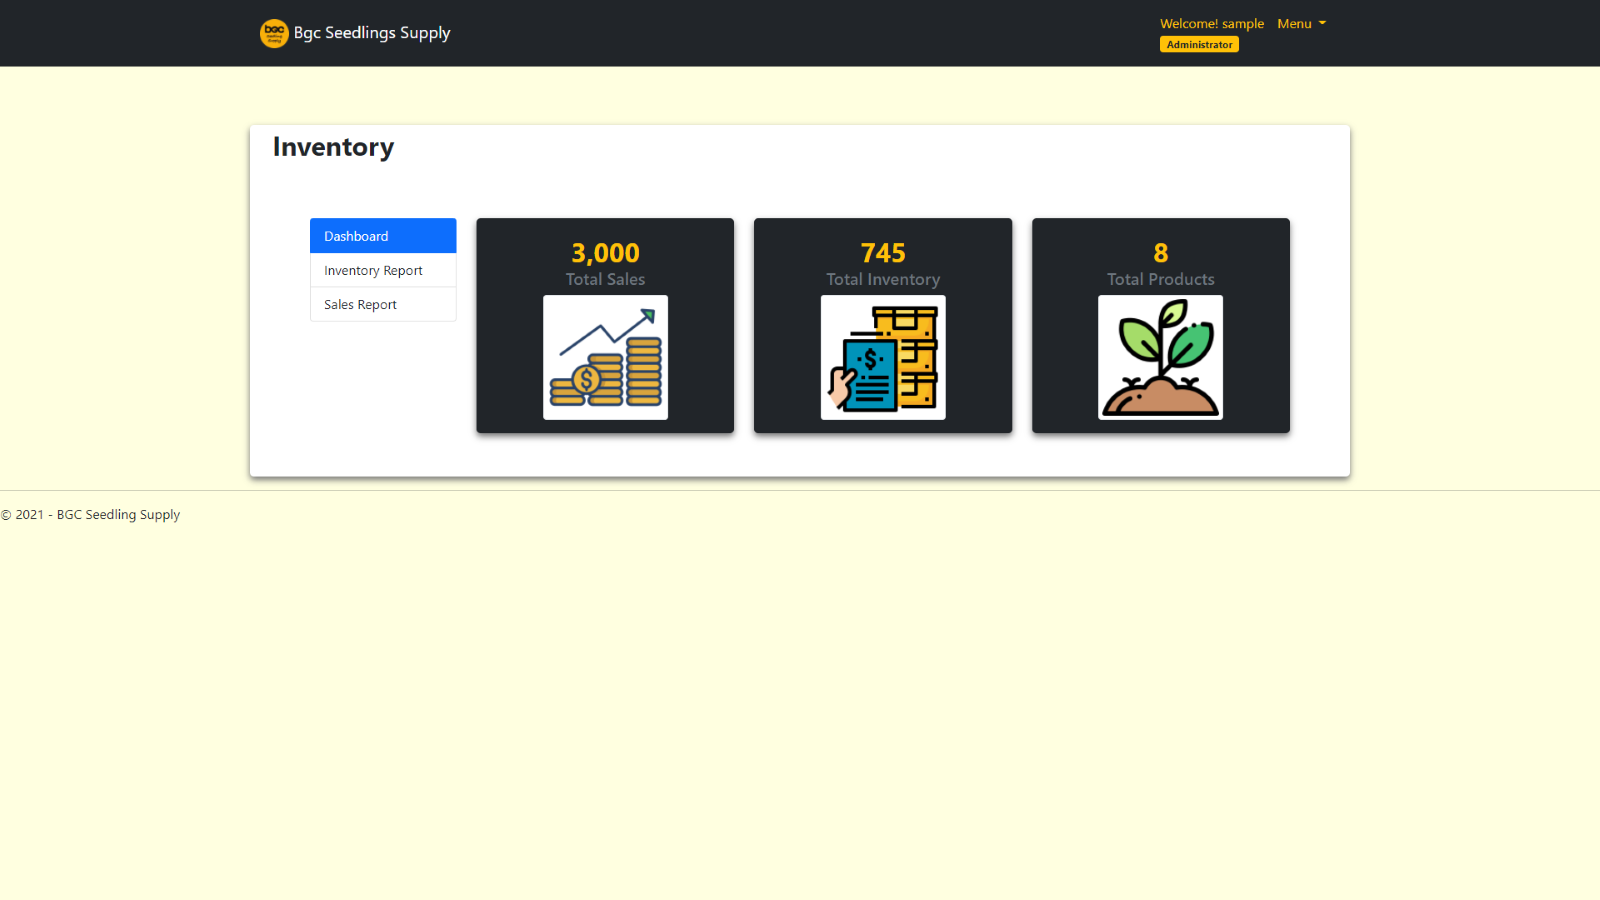 BGC
Bgc Seedlings Supply
Welcome! sample
Menu
Administrator
Inventory
Dashboard
Inventory Report
Sales Report
3,000
Total Sales
$
745
Total Inventory
$
8
Total Products
© 2021 - BGC Seedling Supply